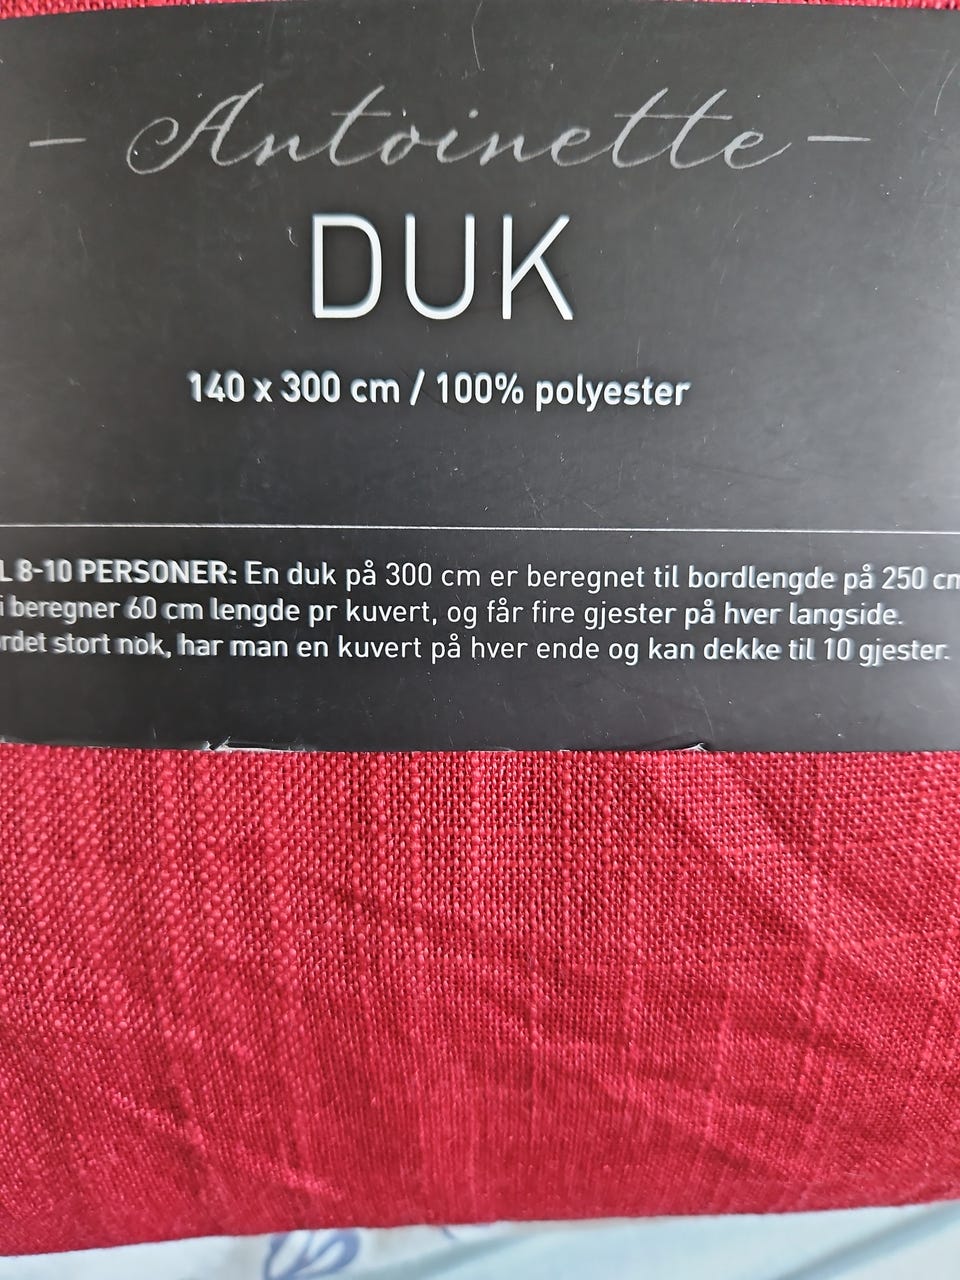 – Antoinette –
DUK
140 x 300 cm / 100% polyester
L 8-10 PERSONER: En duk på 300 cm er beregnet til bordlengde på 250 cm
i beregner 60 cm lengde pr kuvert, og får fire gjester på hver langside.
rdet stort nok, har man en kuvert på hver ende og kan dekke til 10 gjester.